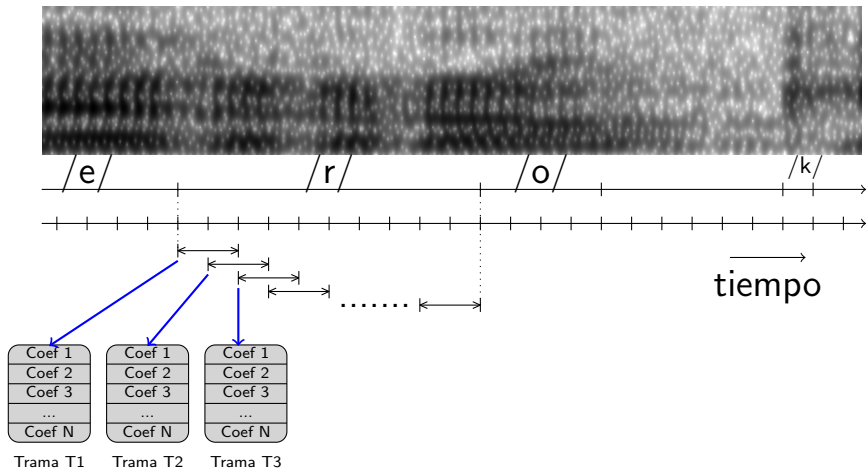 /e/ /r/ /o/ /k/
tiempo
.......
Coef 1 Coef 1 Coef 1
Coef 2 Coef 2 Coef 2
Coef 3 Coef 3 Coef 3
... ... ...
Coef N Coef N Coef N
Trama T1 Trama T2 Trama T3